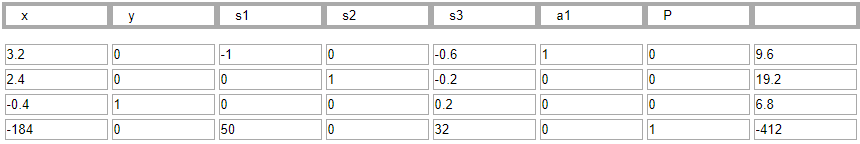 x y s1 s2 s3 a1 P
3.2 0 -1 0 -0.6 1 0 9.6
2.4 0 0 1 -0.2 0 0 19.2
-0.4 1 0 0 0.2 0 0 6.8
-184 0 50 0 32 0 1 -412